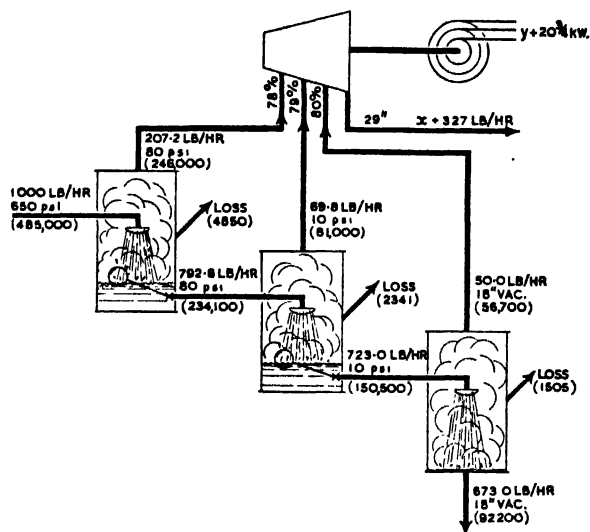 y + 20¾ KW.
78%
79%
80%
29" x + 327 LB/HR
207·2 LB/HR
80 psi
(246,000)
1000 LB/HR
650 psi
(485,000)
LOSS
(4850)
69·8 LB/HR
10 psi
(81,000)
792·8 LB/HR
80 psi
(234,100)
LOSS
(2341)
50·0 LB/HR
18" VAC.
(56,700)
723·0 LB/HR
10 psi
(150,500)
LOSS
(1505)
673 0 LB/HR
18" VAC.
(92200)